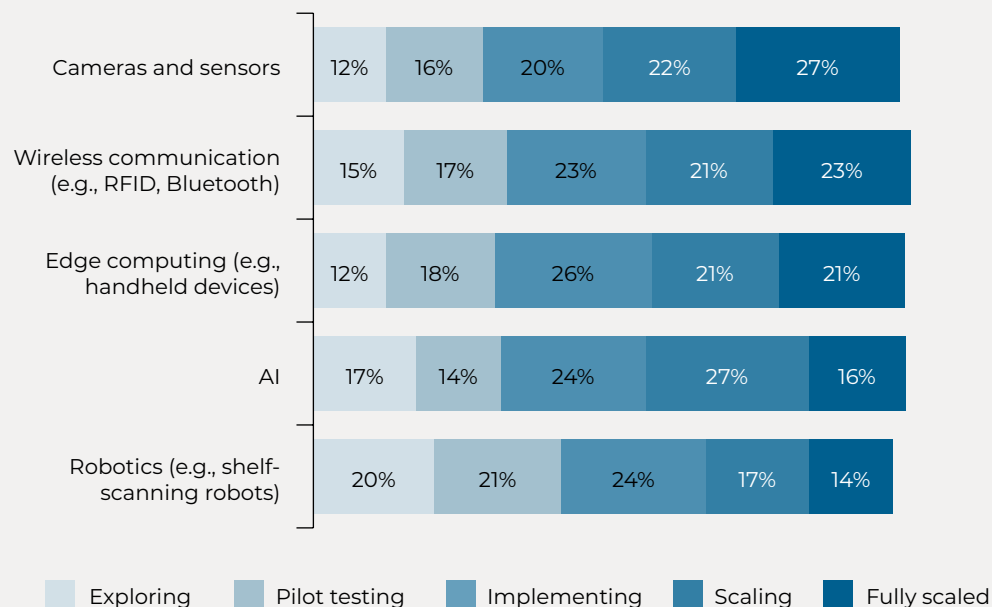 Cameras and sensors
12% 16% 20% 22% 27%
Wireless communication
(e.g., RFID, Bluetooth)
15% 17% 23% 21% 23%
Edge computing (e.g.,
handheld devices)
12% 18% 26% 21% 21%
AI
17% 14% 24% 27% 16%
Robotics (e.g., shelf-
scanning robots)
20% 21% 24% 17% 14%
Exploring Pilot testing Implementing Scaling Fully scaled